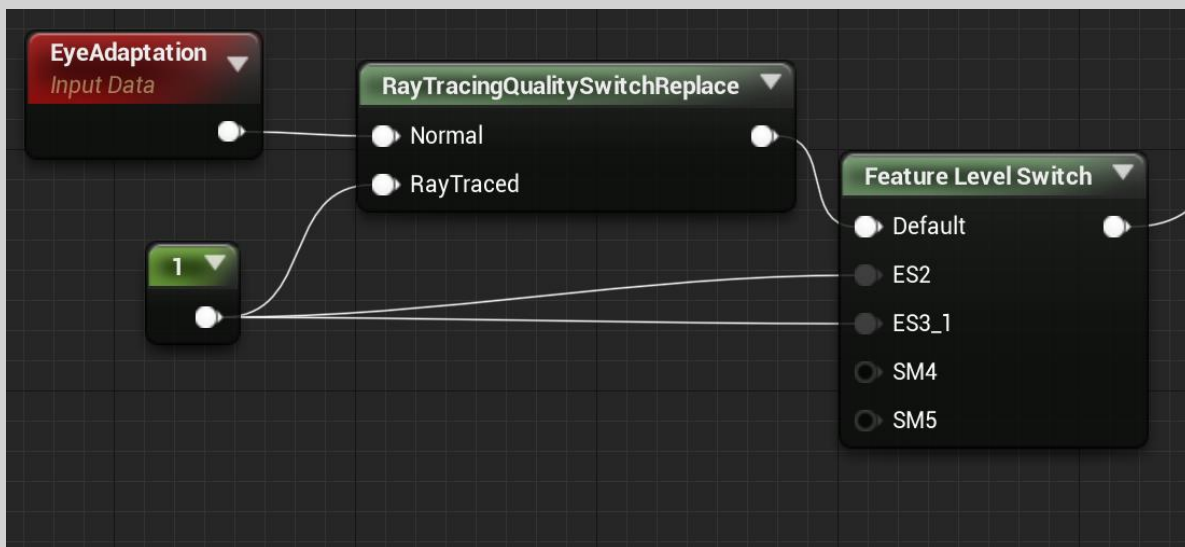 EyeAdaptation
Input Data
RayTracingQualitySwitchReplace
Normal
RayTraced
1
Feature Level Switch
Default
ES2
ES3_1
SM4
SM5